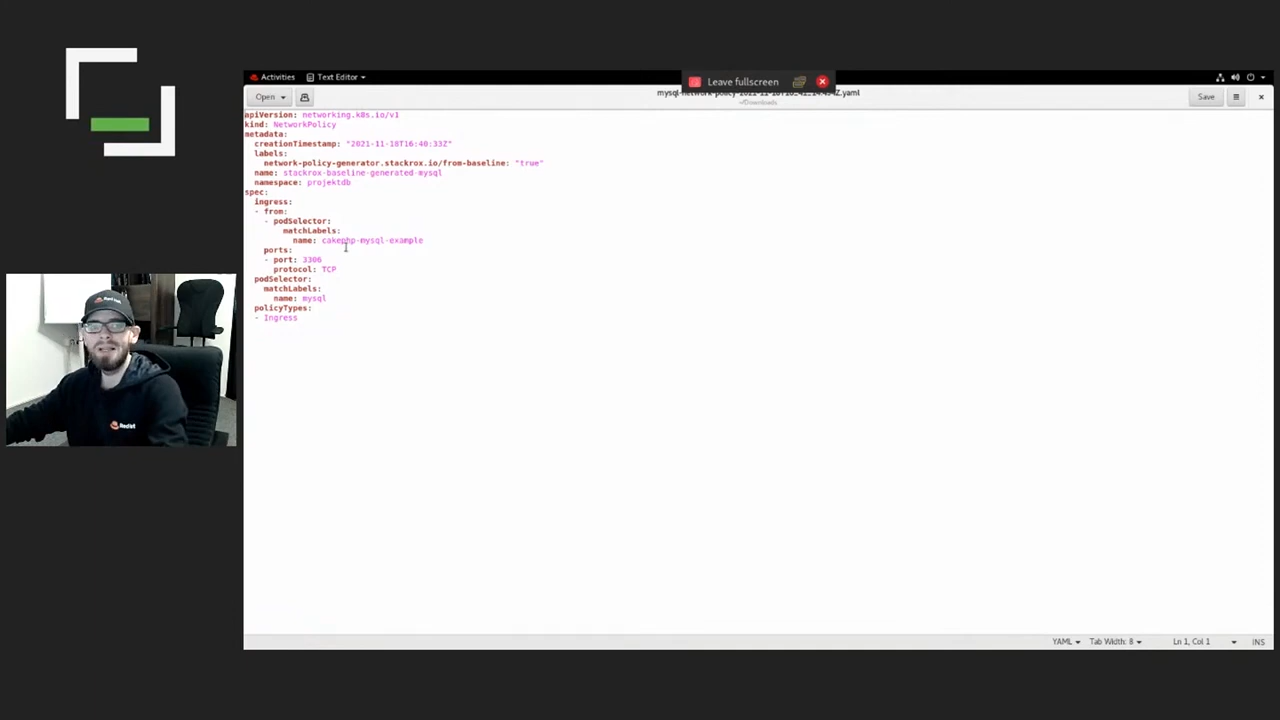 Activities
Text Editor
Leave fullscreen
Open
~/Downloads
Save
apiVersion: networking.k8s.io/v1
kind: NetworkPolicy
metadata:
  creationTimestamp: "2021-11-18T16:40:33Z"
  labels:
    network-policy-generator.stackrox.io/from-baseline: "true"
  name: stackrox-baseline-generated-mysql
  namespace: projektdb
spec:
  ingress:
  - from:
    - podSelector:
        matchLabels:
          name: cakephp-mysql-example
    ports:
    - port: 3306
      protocol: TCP
  podSelector:
    matchLabels:
      name: mysql
  policyTypes:
  - Ingress
Red Hat
YAML
Tab Width: 8
Ln 1, Col 1
INS